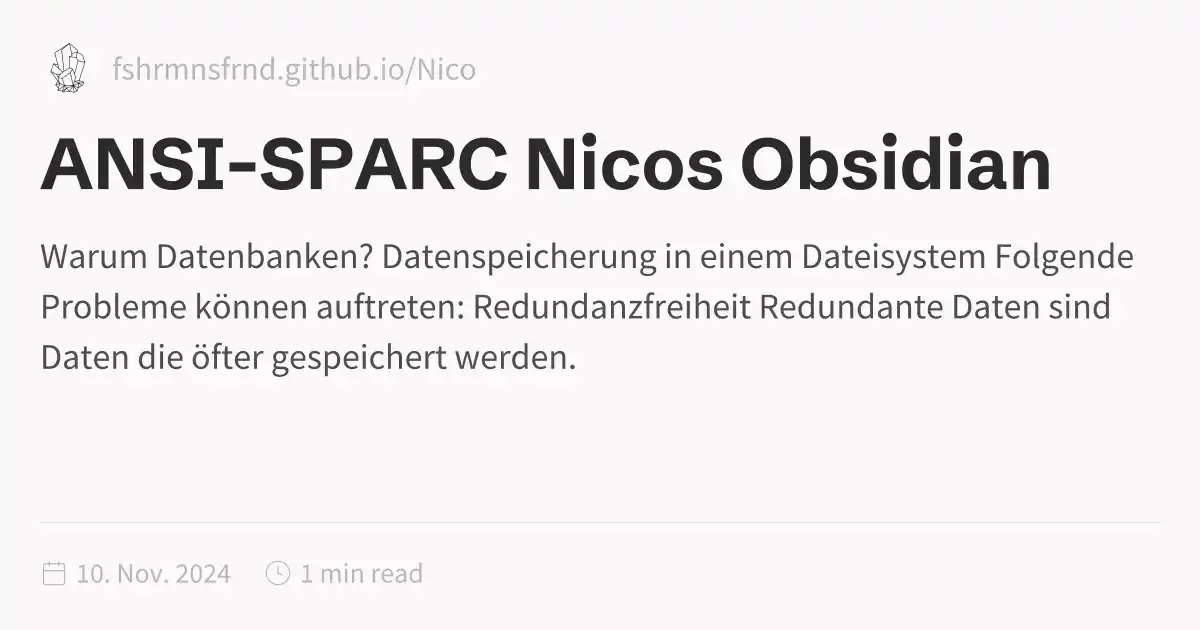 fshrmnsfrnd.github.io/Nico
ANSI-SPARC Nicos Obsidian
Warum Datenbanken? Datenspeicherung in einem Dateisystem Folgende
Probleme können auftreten: Redundanzfreiheit Redundante Daten sind
Daten die öfter gespeichert werden.
10. Nov. 2024 1 min read